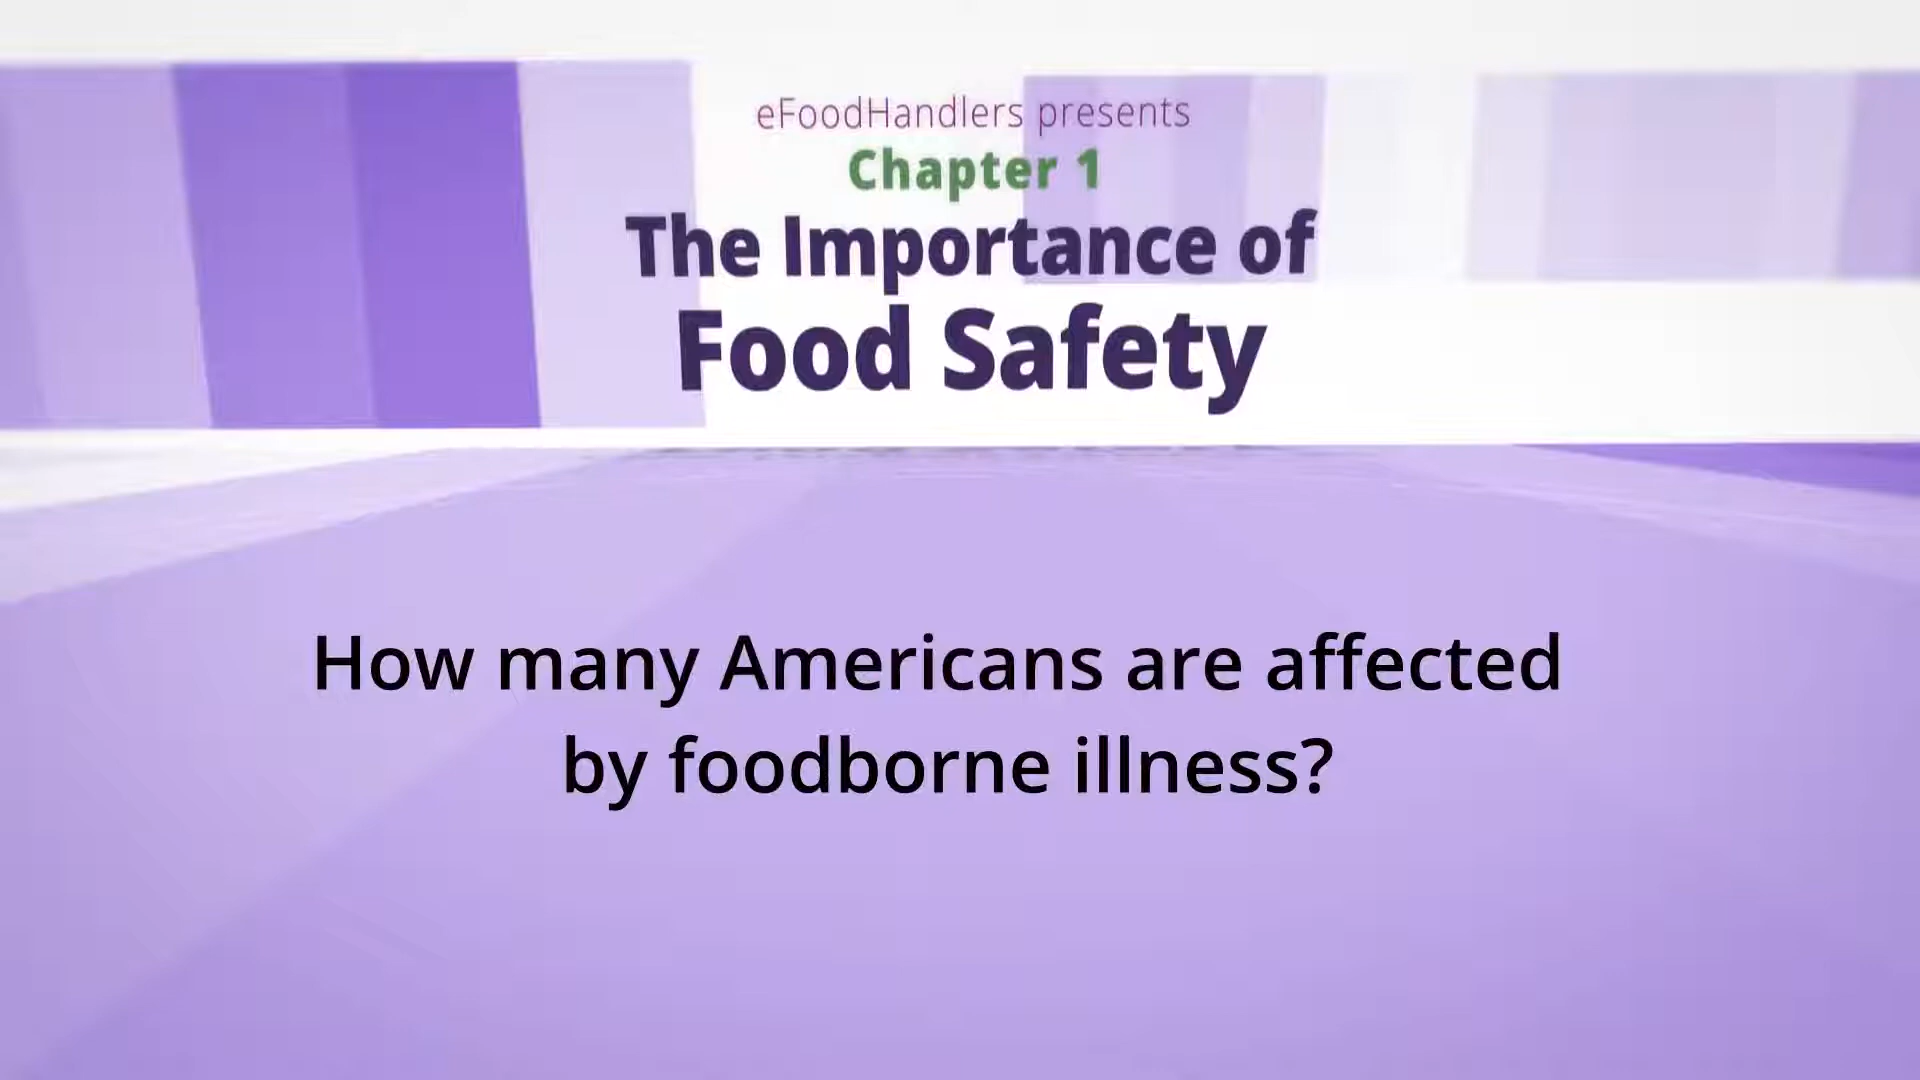 eFoodHandlers presents
Chapter 1
The Importance of
Food Safety
How many Americans are affected
by foodborne illness?